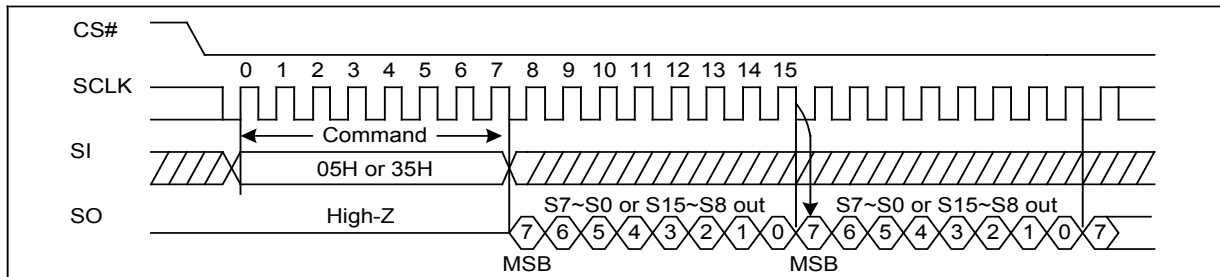 CS#
0 1 2 3 4 5 6 7 8 9 10 11 12 13 14 15
SCLK
Command
SI
05H or 35H
S7~S0 or S15~S8 out S7~S0 or S15~S8 out
SO High-Z
7 6 5 4 3 2 1 0 7 6 5 4 3 2 1 0 7
MSB MSB